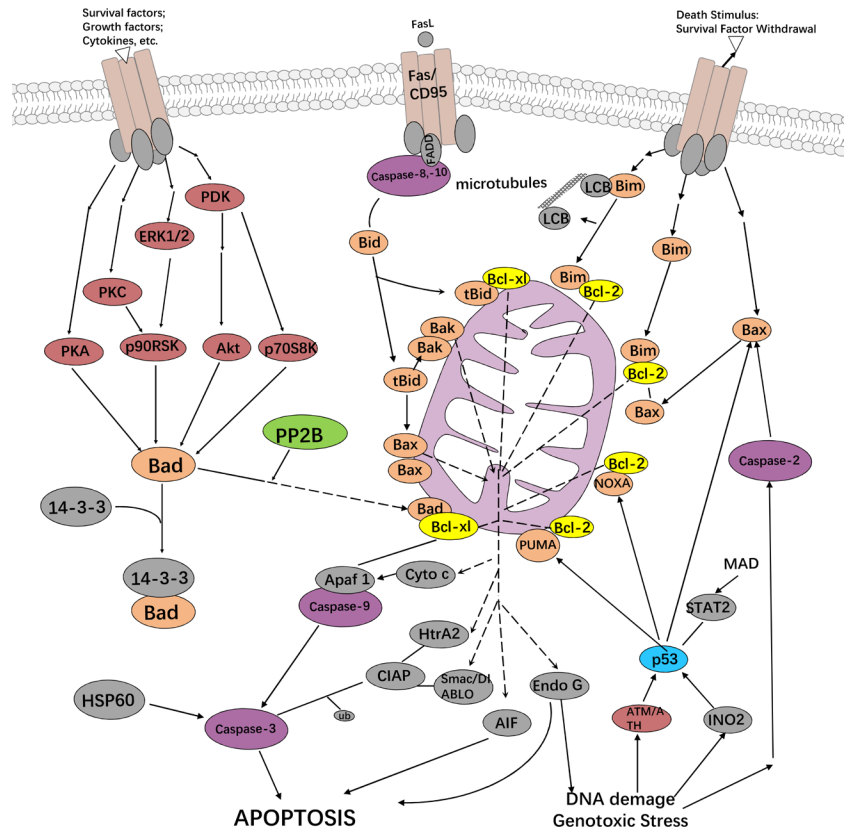 Survival factors;
Growth factors;
Cytokines, etc.
FasL
Death Stimulus:
Survival Factor Withdrawal
Fas/
CD95
FADD
Caspase-8,-10
microtubules
LCB
Bim
LCB
PDK
ERK1/2
Bid
Bim
PKC
tBid
Bcl-xl
Bim
Bcl-2
Bak
Bak
Bax
PKA
p90RSK
Akt
p70S8K
Bim
Bcl-2
tBid
Bax
PP2B
Bax
Bax
Bad
Bcl-2
NOXA
Caspase-2
14-3-3
Bad
Bcl-xl
Bcl-2
PUMA
14-3-3
Bad
Apaf 1
Cyto c
Caspase-9
MAD
STAT2
HtrA2
p53
CIAP
Smac/DI
ABLO
Endo G
HSP60
ub
AIF
ATM/A
TH
INO2
Caspase-3
APOPTOSIS
DNA demage
Genotoxic Stress